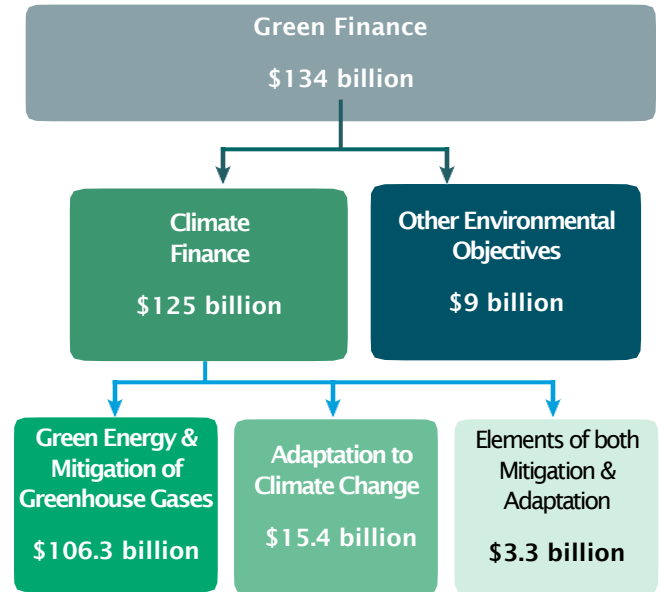 Green Finance
$134 billion
Climate
Finance
$125 billion
Other Environmental
Objectives
$9 billion
Green Energy &
Mitigation of
Greenhouse Gases
$106.3 billion
Adaptation to
Climate Change
$15.4 billion
Elements of both
Mitigation &
Adaptation
$3.3 billion